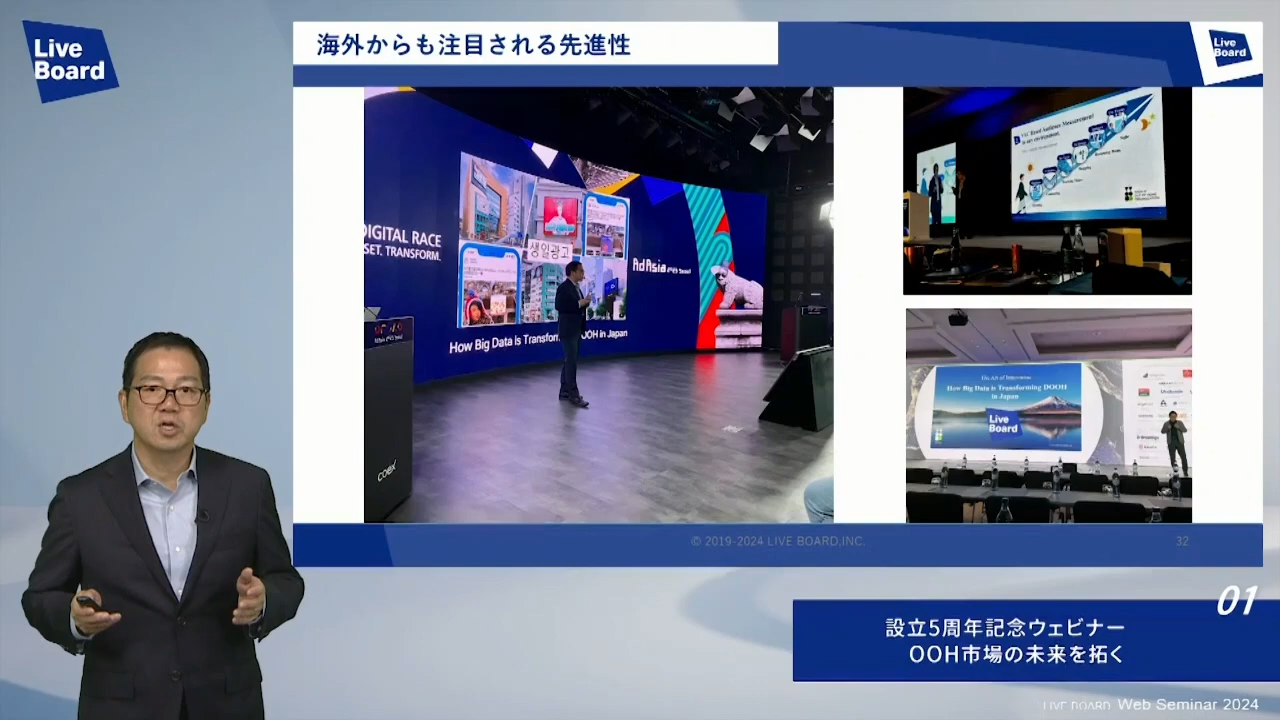 Live
Board
海外からも注目される先進性
Live
Board
DIGITAL RACE
SET. TRANSFORM.
생일광고
AdAsia
How Big Data Is Transform
OOH in Japan
coex
How Big Data is Transforming DOOH
in Japan
Live
Board
© 2019-2024 LIVE BOARD,INC.
32
01
設立5周年記念ウェビナー
OOH市場の未来を拓く
LIVE BOARD Web Seminar 2024